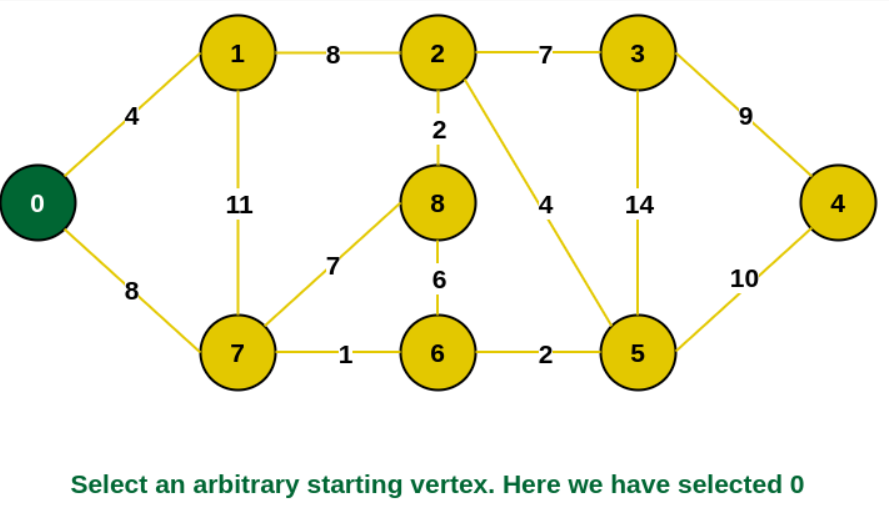 1 8 2 7 3
4 2 9
0 11 8 4 14 4
7 6 10
8
7 1 6 2 5
Select an arbitrary starting vertex. Here we have selected 0